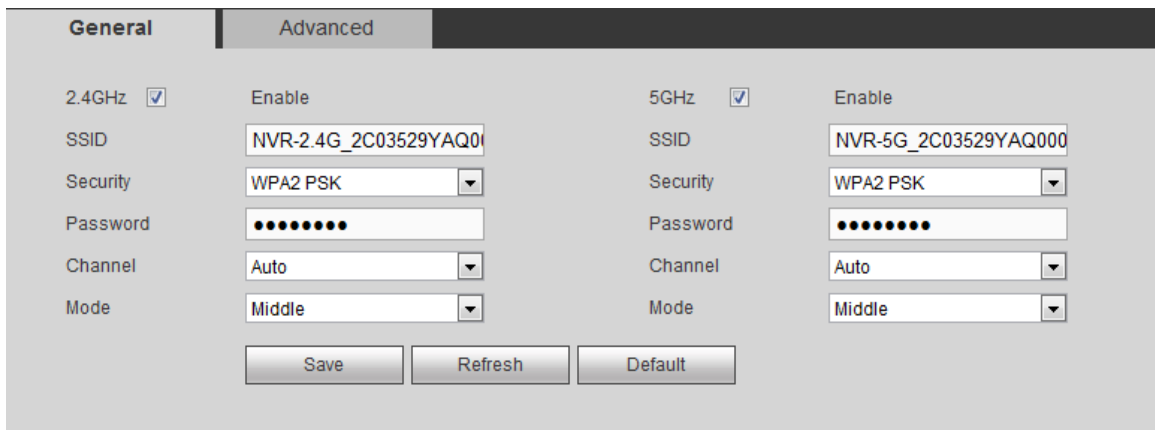 General Advanced
2.4GHz Enable 5GHz Enable
SSID NVR-2.4G_2C03529YAQ0 SSID NVR-5G_2C03529YAQ000
Security WPA2 PSK Security WPA2 PSK
Password ●●●●●●●● Password ●●●●●●●●
Channel Auto Channel Auto
Mode Middle Mode Middle
Save Refresh Default